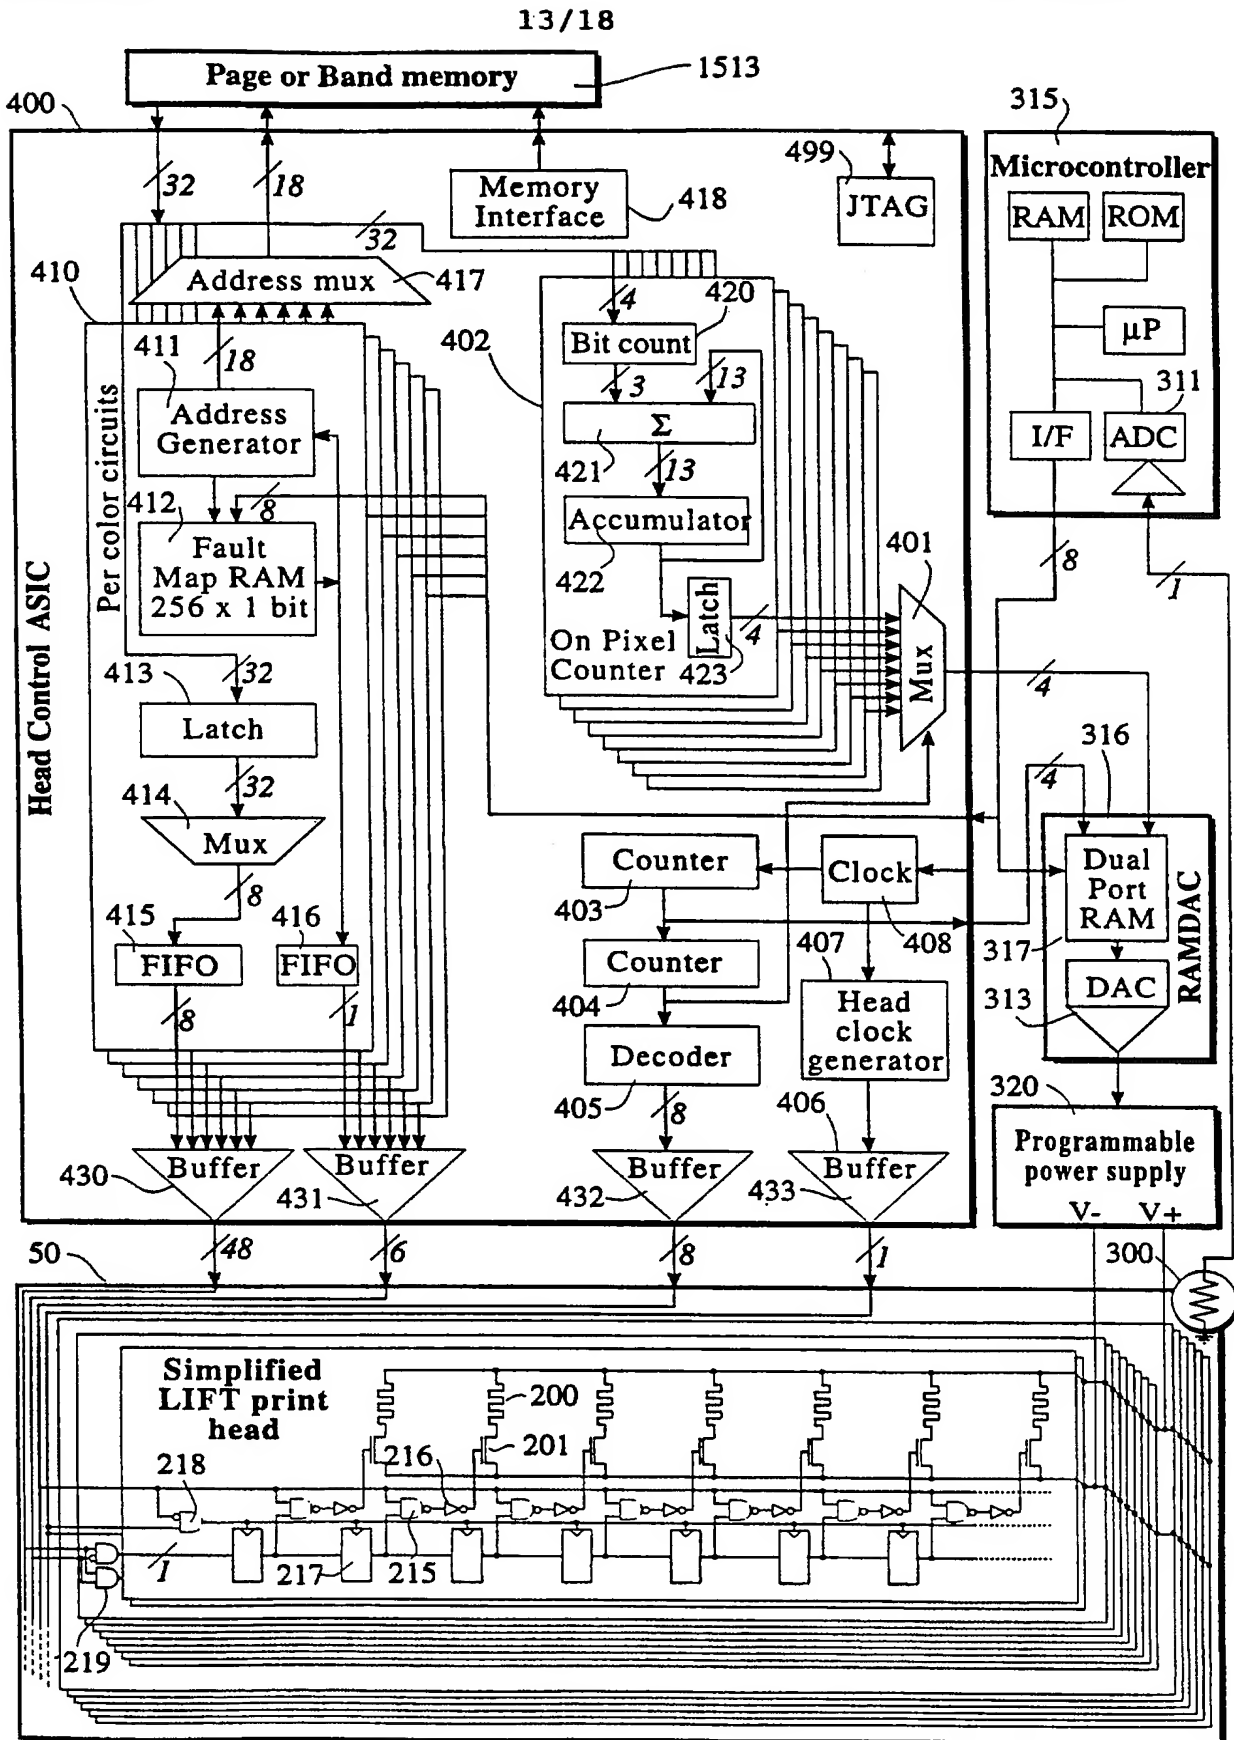 13/18
Page or Band memory
1513
400
315
Microcontroller
RAM
ROM
µP
311
I/F
ADC
8
1
32
18
Memory
Interface
418
499
JTAG
32
Address mux
417
410
Per color circuits
411
18
Address
Generator
412
8
Fault
Map RAM
256 x 1 bit
413
32
Latch
32
414
Mux
8
415
FIFO
416
FIFO
8
1
Head Control ASIC
402
420
4
Bit count
3
13
Σ
421
13
Accumulator
422
Latch
4
423
On Pixel
Counter
401
Mux
4
4
316
Dual
Port
RAM
317
DAC
313
RAMDAC
Counter
403
Clock
408
Counter
404
407
Head
clock
generator
Decoder
405
8
406
320
Programmable
power supply
V-
V+
Buffer
430
Buffer
431
Buffer
432
Buffer
433
48
6
8
1
50
300
Simplified
LIFT print
head
200
201
216
218
1
217
215
219